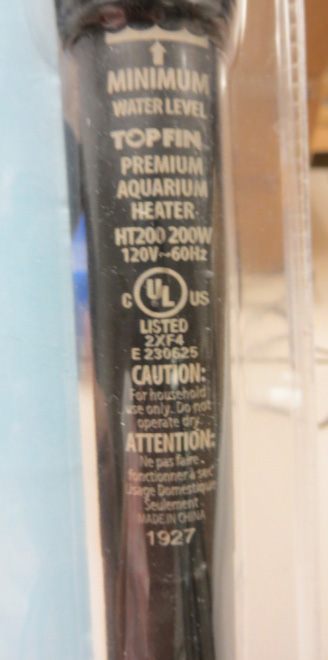 MINIMUM
WATER LEVEL
TOPFIN
PREMIUM
AQUARIUM
HEATER
HT200 200W
120V~60Hz
C UL US
LISTED
2XF4
E 230625
CAUTION:
For household
use only. Do not
operate dry.
ATTENTION:
Ne pas faire
fonctionner à sec
Usage Domestique
Seulement
MADE IN CHINA
1927